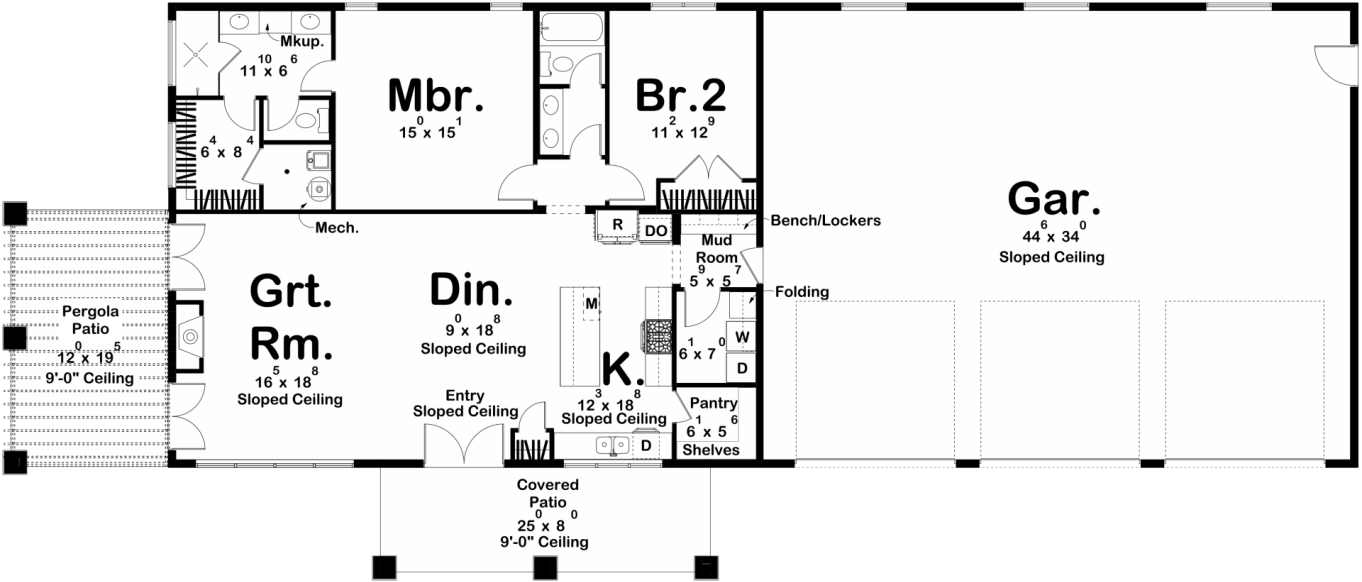 Mkup.
11¹⁰ x 6⁶
Mbr.
15⁰ x 15¹
Br.2
11² x 12⁹
6⁴ x 8⁴
Mech.
Gar.
44⁶ x 34⁰
Sloped Ceiling
R
DO
Bench/Lockers
Mud
Room
5⁹ x 5⁷
Folding
Pergola
Patio
12⁰ x 19⁵
9'-0" Ceiling
Grt.
Rm.
16⁵ x 18⁸
Sloped Ceiling
Din.
9⁰ x 18⁸
Sloped Ceiling
M
K.
12³ x 18⁸
Sloped Ceiling
W
D
6¹ x 7⁰
Entry
Sloped Ceiling
Pantry
6¹ x 5⁶
Shelves
D
Covered
Patio
25⁰ x 8⁰
9'-0" Ceiling